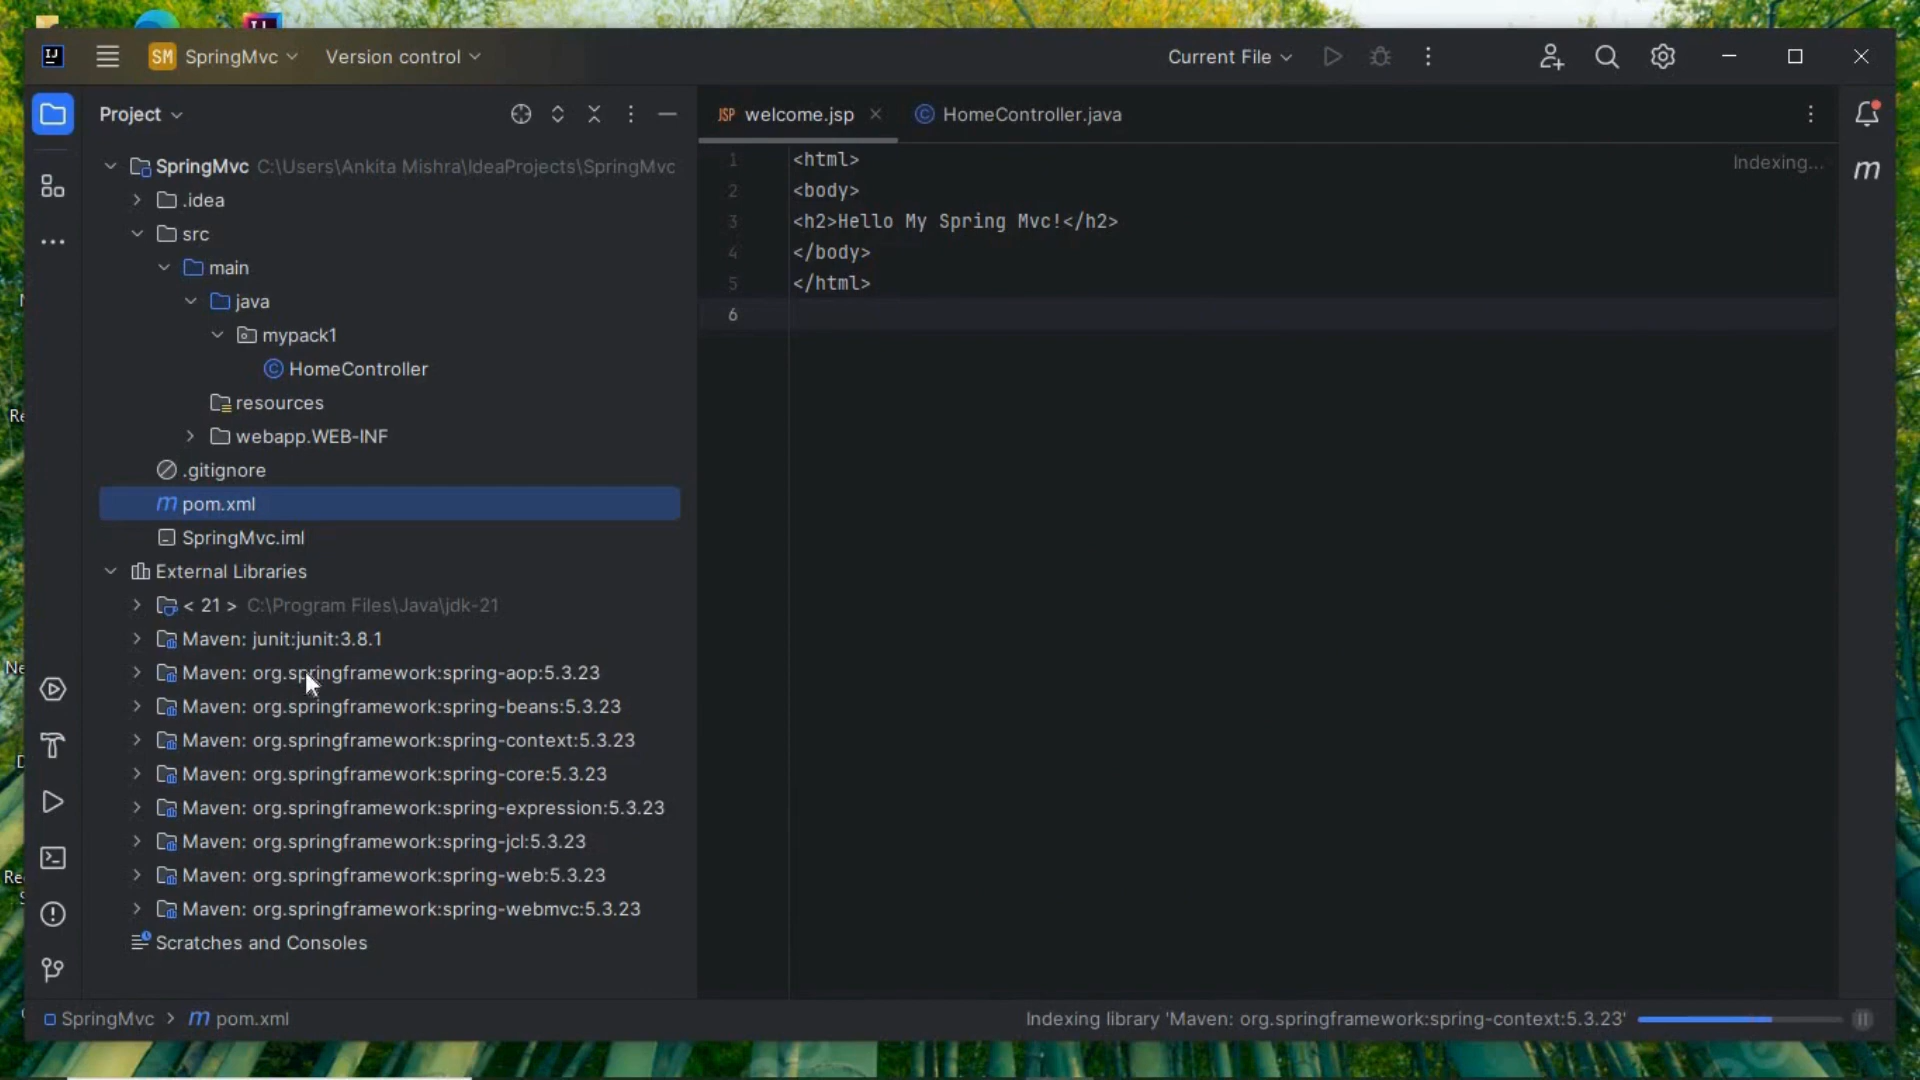 SM SpringMvc Version control Current File
Project
welcome.jsp HomeController.java
SpringMvc C:\Users\Ankita Mishra\IdeaProjects\SpringMvc
.idea
src
main
java
mypack1
HomeController
resources
webapp.WEB-INF
.gitignore
pom.xml
SpringMvc.iml
External Libraries
< 21 > C:\Program Files\Java\jdk-21
Maven: junit:junit:3.8.1
Maven: org.springframework:spring-aop:5.3.23
Maven: org.springframework:spring-beans:5.3.23
Maven: org.springframework:spring-context:5.3.23
Maven: org.springframework:spring-core:5.3.23
Maven: org.springframework:spring-expression:5.3.23
Maven: org.springframework:spring-jcl:5.3.23
Maven: org.springframework:spring-web:5.3.23
Maven: org.springframework:spring-webmvc:5.3.23
Scratches and Consoles
1 <html>
2 <body>
3 <h2>Hello My Spring Mvc!</h2>
4 </body>
5 </html>
6
Indexing...
SpringMvc > pom.xml
Indexing library 'Maven: org.springframework:spring-context:5.3.23'